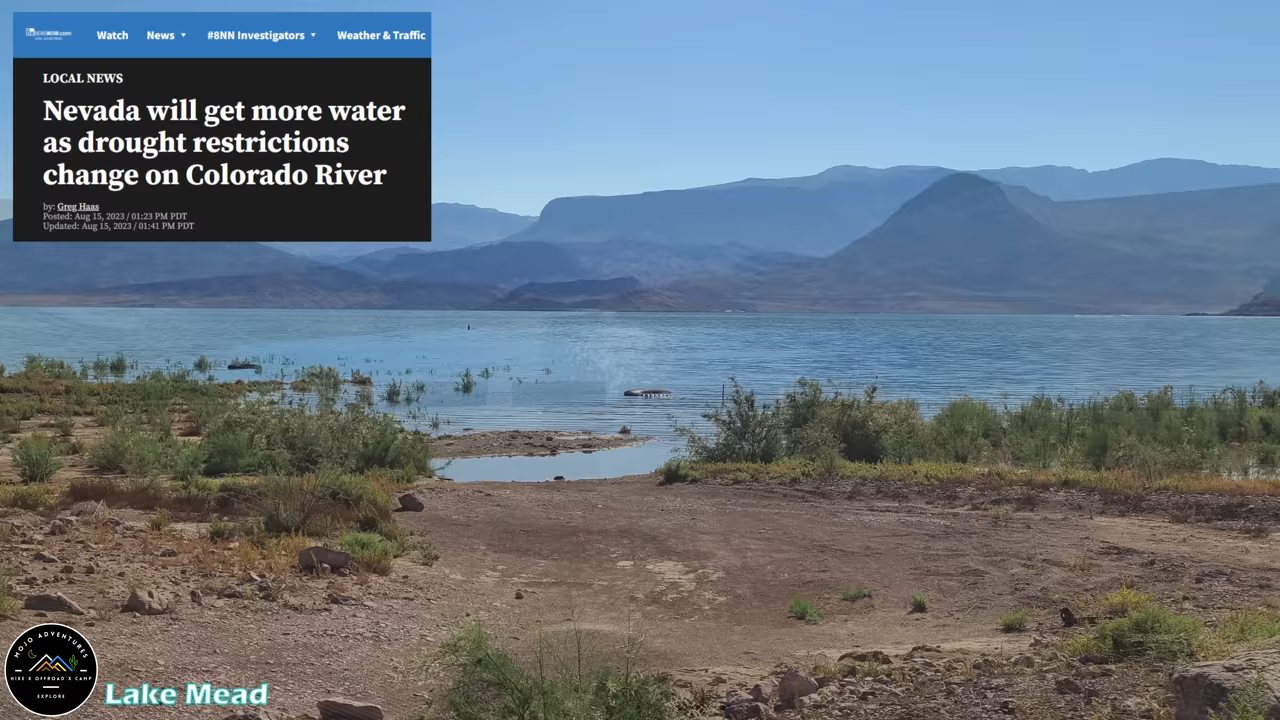 8NEWSNOW.com
Watch News #8NN Investigators Weather & Traffic
LOCAL NEWS
Nevada will get more water
as drought restrictions
change on Colorado River
by: Greg Haas
Posted: Aug 15, 2023 / 01:23 PM PDT
Updated: Aug 15, 2023 / 01:41 PM PDT
MOJO ADVENTURES
HIKE X OFFROAD X CAMP
EXPLORE
Lake Mead